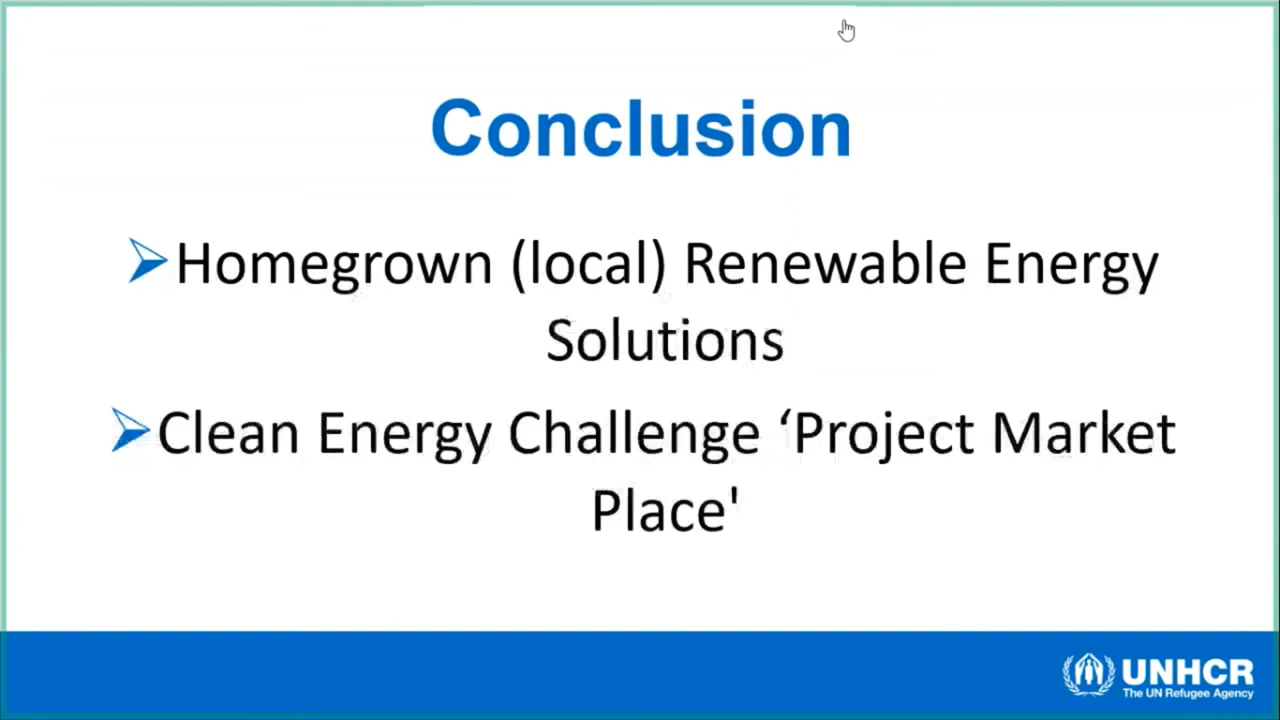 Conclusion
Homegrown (local) Renewable Energy
Solutions
Clean Energy Challenge ‘Project Market
Place'
UNHCR
The UN Refugee Agency